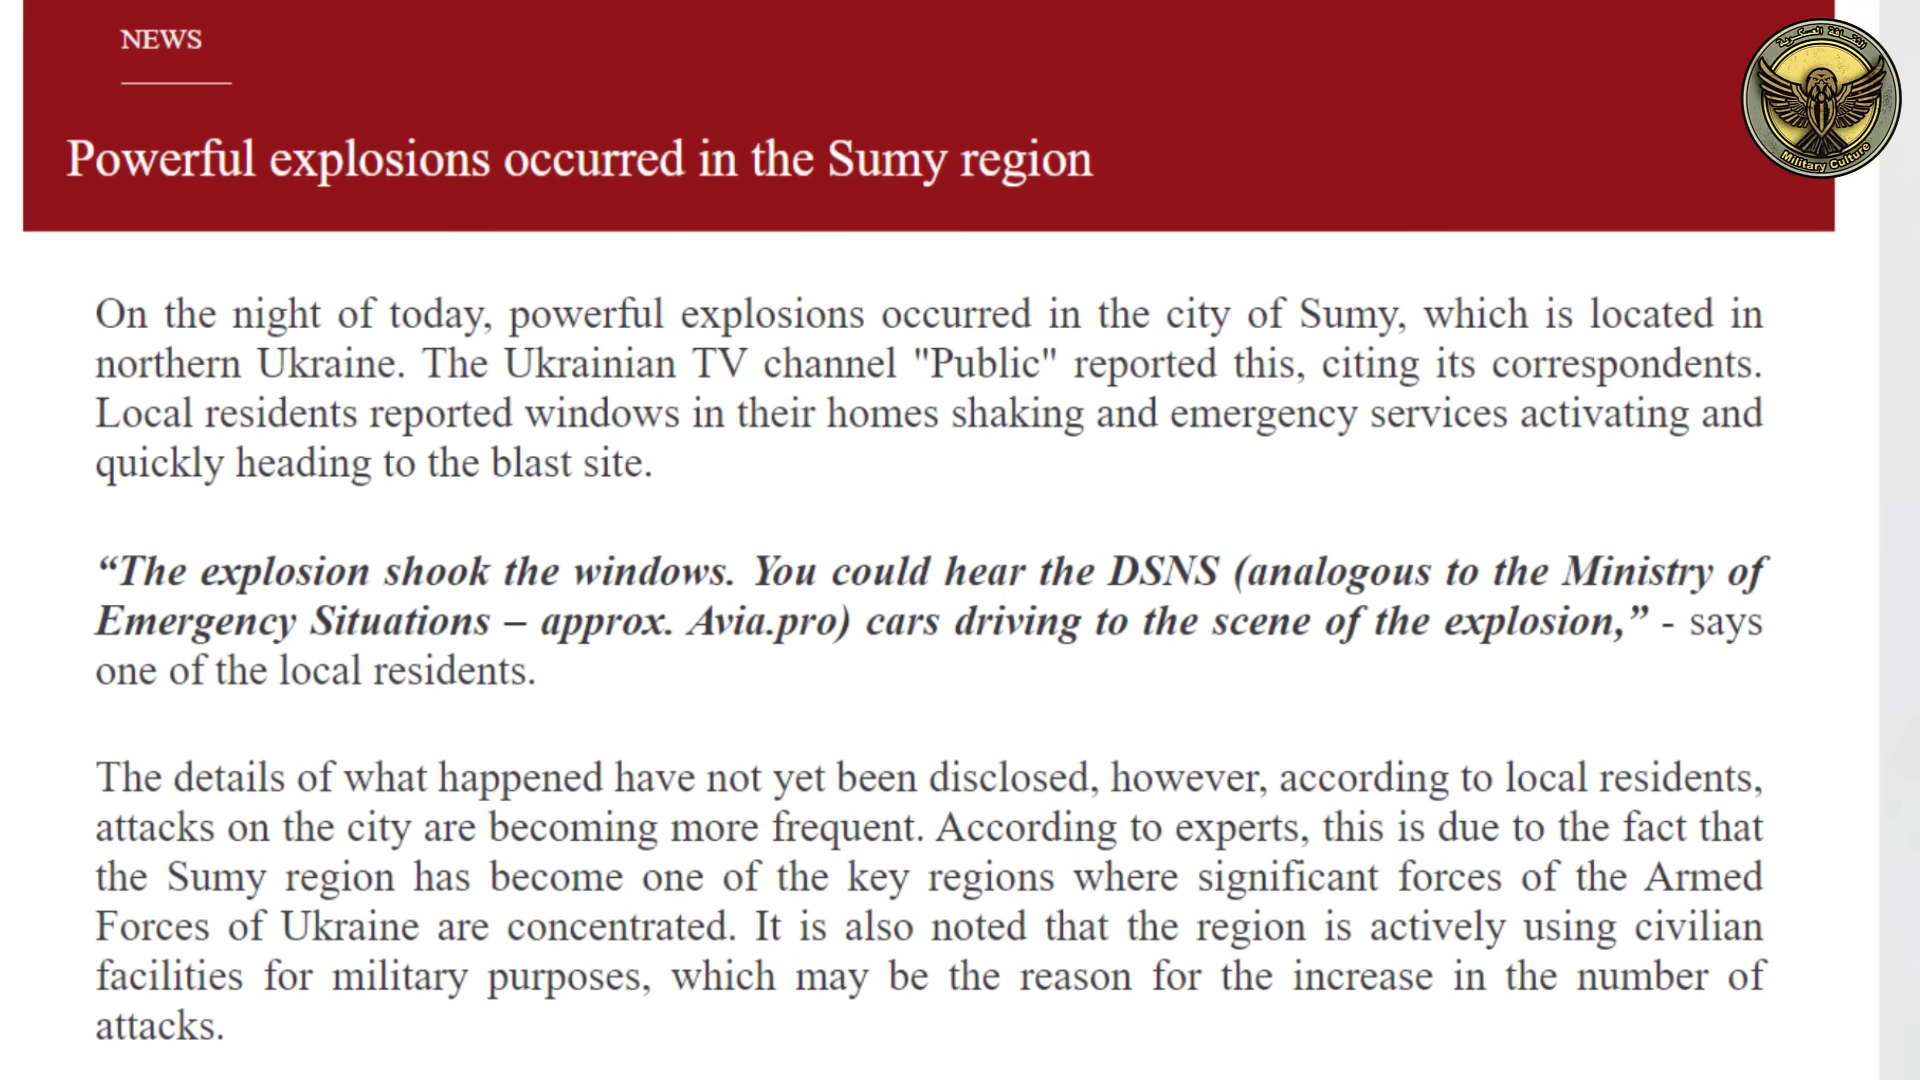 NEWS
الثقافة العسكرية
Military Culture
Powerful explosions occurred in the Sumy region
On the night of today, powerful explosions occurred in the city of Sumy, which is located in
northern Ukraine. The Ukrainian TV channel "Public" reported this, citing its correspondents.
Local residents reported windows in their homes shaking and emergency services activating and
quickly heading to the blast site.
“The explosion shook the windows. You could hear the DSNS (analogous to the Ministry of
Emergency Situations – approx. Avia.pro) cars driving to the scene of the explosion,” - says
one of the local residents.
The details of what happened have not yet been disclosed, however, according to local residents,
attacks on the city are becoming more frequent. According to experts, this is due to the fact that
the Sumy region has become one of the key regions where significant forces of the Armed
Forces of Ukraine are concentrated. It is also noted that the region is actively using civilian
facilities for military purposes, which may be the reason for the increase in the number of
attacks.